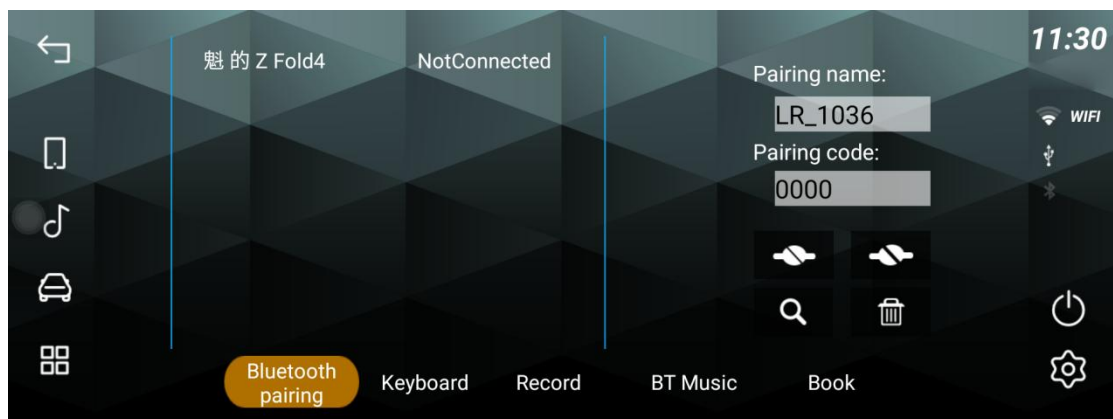 11:30
魁 的 Z Fold4 NotConnected
Pairing name:
LR_1036
WIFI
Pairing code:
0000
Bluetooth
pairing
Keyboard
Record
BT Music
Book